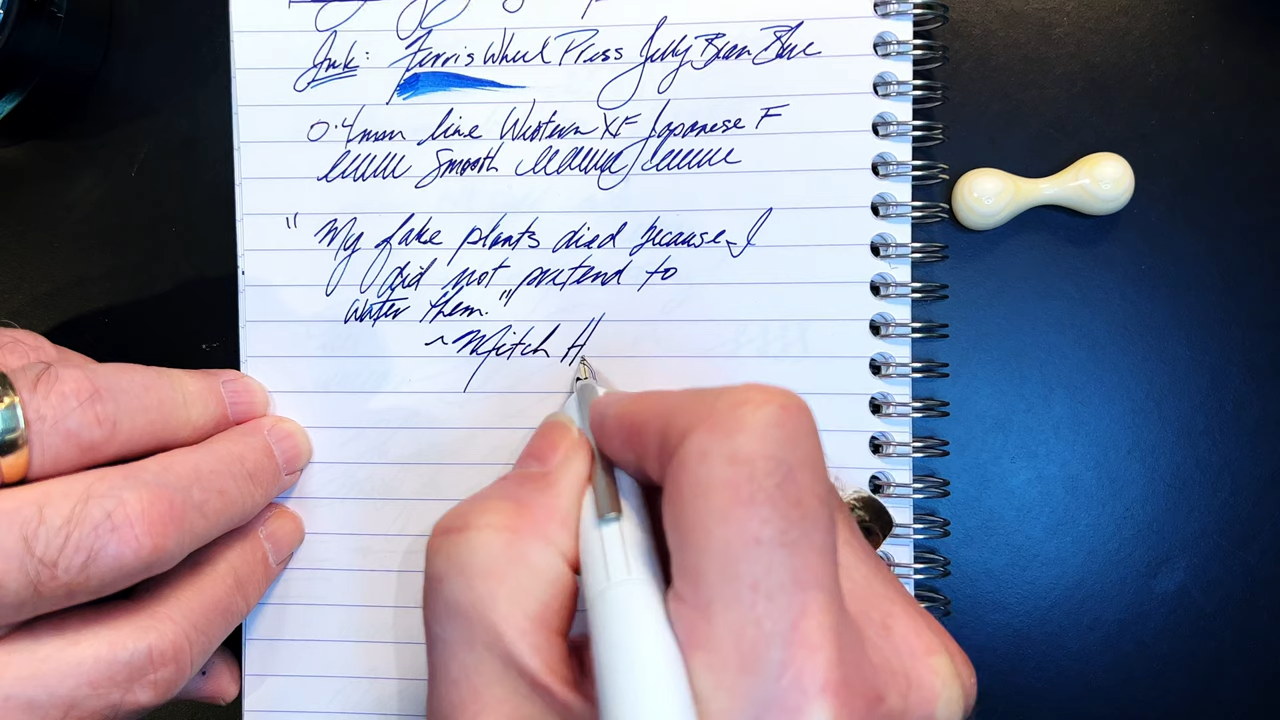 Ink: Ferris Wheel Press Jelly Bean Blue
0.4mm line Western XF Japanese F
Smooth
"My fake plants died because I
did not pretend to
water them."
~Mitch H